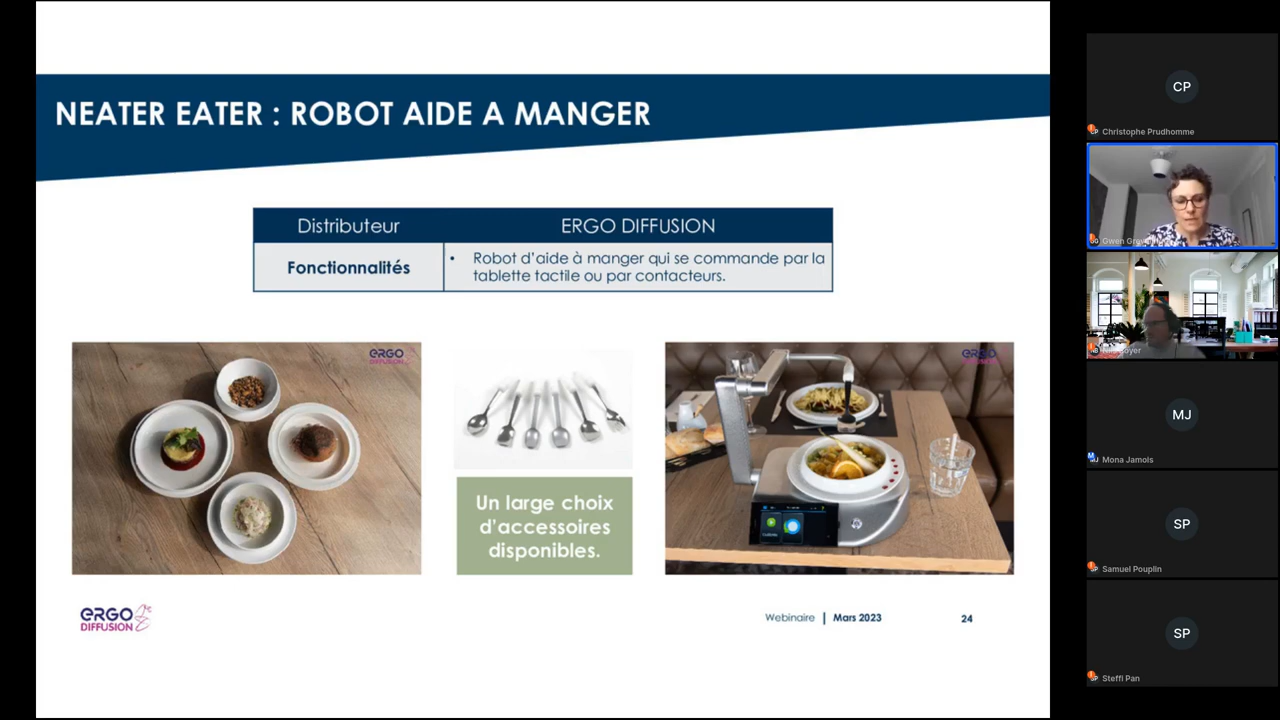 NEATER EATER : ROBOT AIDE A MANGER
Distributeur
ERGO DIFFUSION
Fonctionnalités
• Robot d'aide à manger qui se commande par la
tablette tactile ou par contacteurs.
ERGO
DIFFUSION
ERGO
DIFFUSION
Un large choix
d'accessoires
disponibles.
ERGO
DIFFUSION
Webinaire | Mars 2023
24
CP
Christophe Prudhomme
Gwen
MJ
Mona Jamois
SP
Samuel Pouplin
SP
Steffi Pan